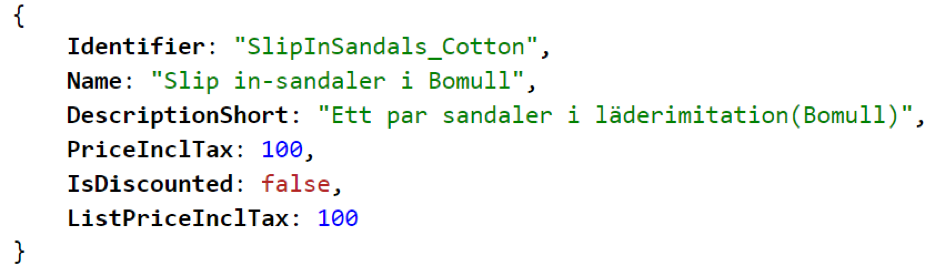 {
    Identifier: "SlipInSandals_Cotton",
    Name: "Slip in-sandaler i Bomull",
    DescriptionShort: "Ett par sandaler i läderimitation(Bomull)",
    PriceInclTax: 100,
    IsDiscounted: false,
    ListPriceInclTax: 100
}